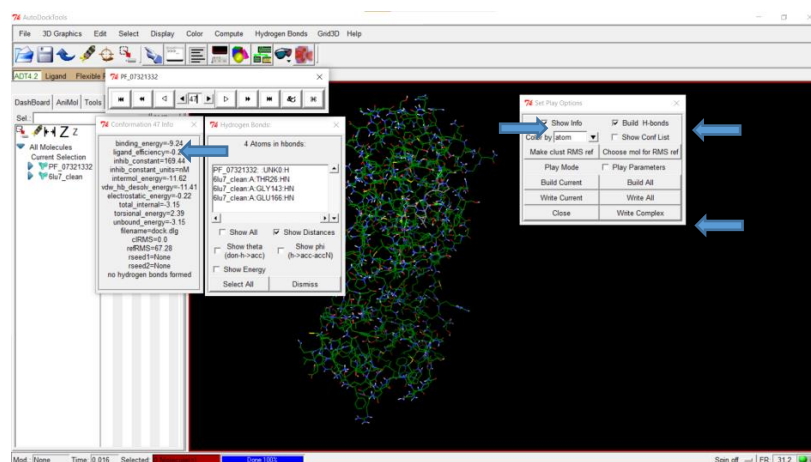 AutoDockTools
File 3D Graphics Edit Select Display Color Compute Hydrogen Bonds Grid3D Help
ADT4.2 Ligand Flexible
PF_07321332
47
DashBoard AniMol Tools
Sel.:
Z z
All Molecules
Current Selection
PF_07321332
6lu7_clean
Conformation 47 Info
binding_energy=-9.24
ligand_efficiency=-0.2
inhib_constant=169.44
inhib_constant_units=nM
intermol_energy=-11.62
vdw_hb_desolv_energy=-11.41
electrostatic_energy=-0.22
total_internal=-3.15
torsional_energy=2.39
unbound_energy=-3.15
filename=dock.dlg
clRMS=0.0
refRMS=67.28
rseed1=None
rseed2=None
no hydrogen bonds formed
Hydrogen Bonds:
4 Atoms in hbonds:
PF_07321332: :UNK0:H
6lu7_clean:A:THR26:HN
6lu7_clean:A:GLY143:HN
6lu7_clean:A:GLU166:HN
Show All Show Distances
Show theta
(don-h->acc)
Show phi
(h->acc-accN)
Show Energy
Select All Dismiss
Set Play Options
Show Info Build H-bonds
Color by atom Show Conf List
Make clust RMS ref Choose mol for RMS ref
Play Mode Play Parameters
Build Current Build All
Write Current Write All
Close Write Complex
Mod.: None Time: 0.016 Selected: Done 100% Spin off FR: 31.2